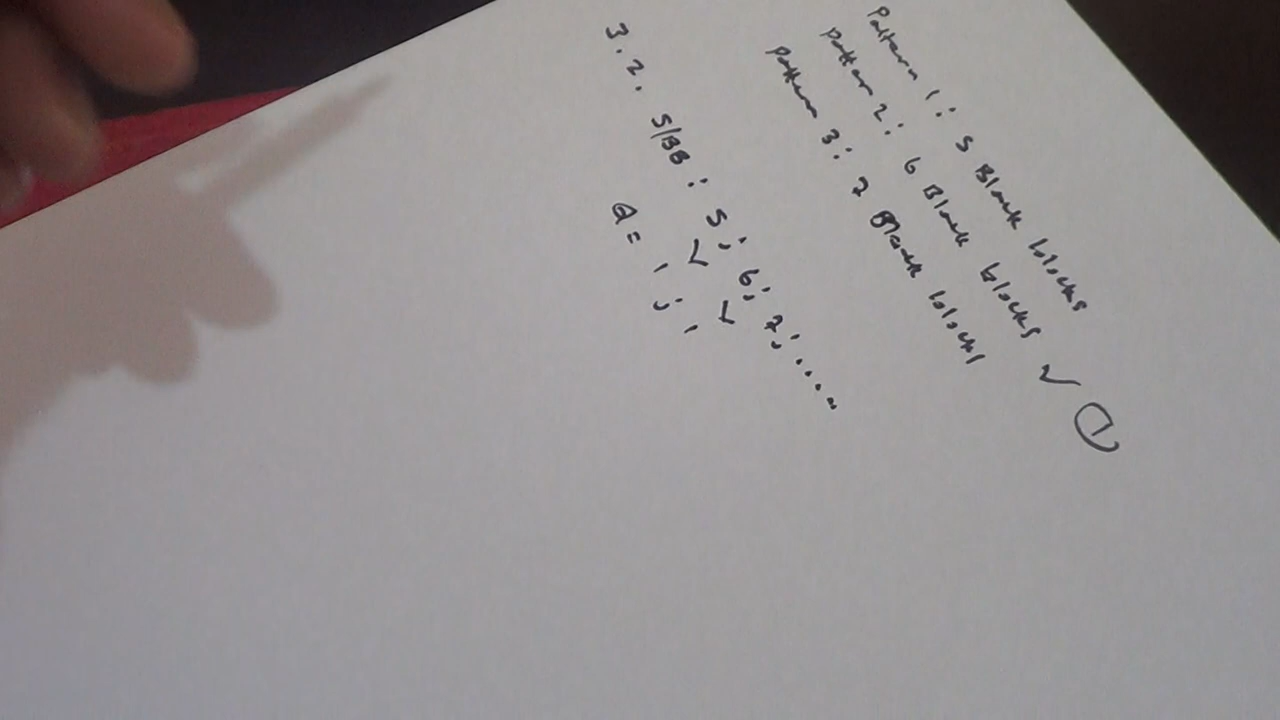 Pattern 1: 5 Black blocks
Pattern 2: 6 Black blocks ✓ ①
Pattern 3: 7 Black blocks
3.2. S/BB: 5; 6; 7; ....
a = 1 ; 1